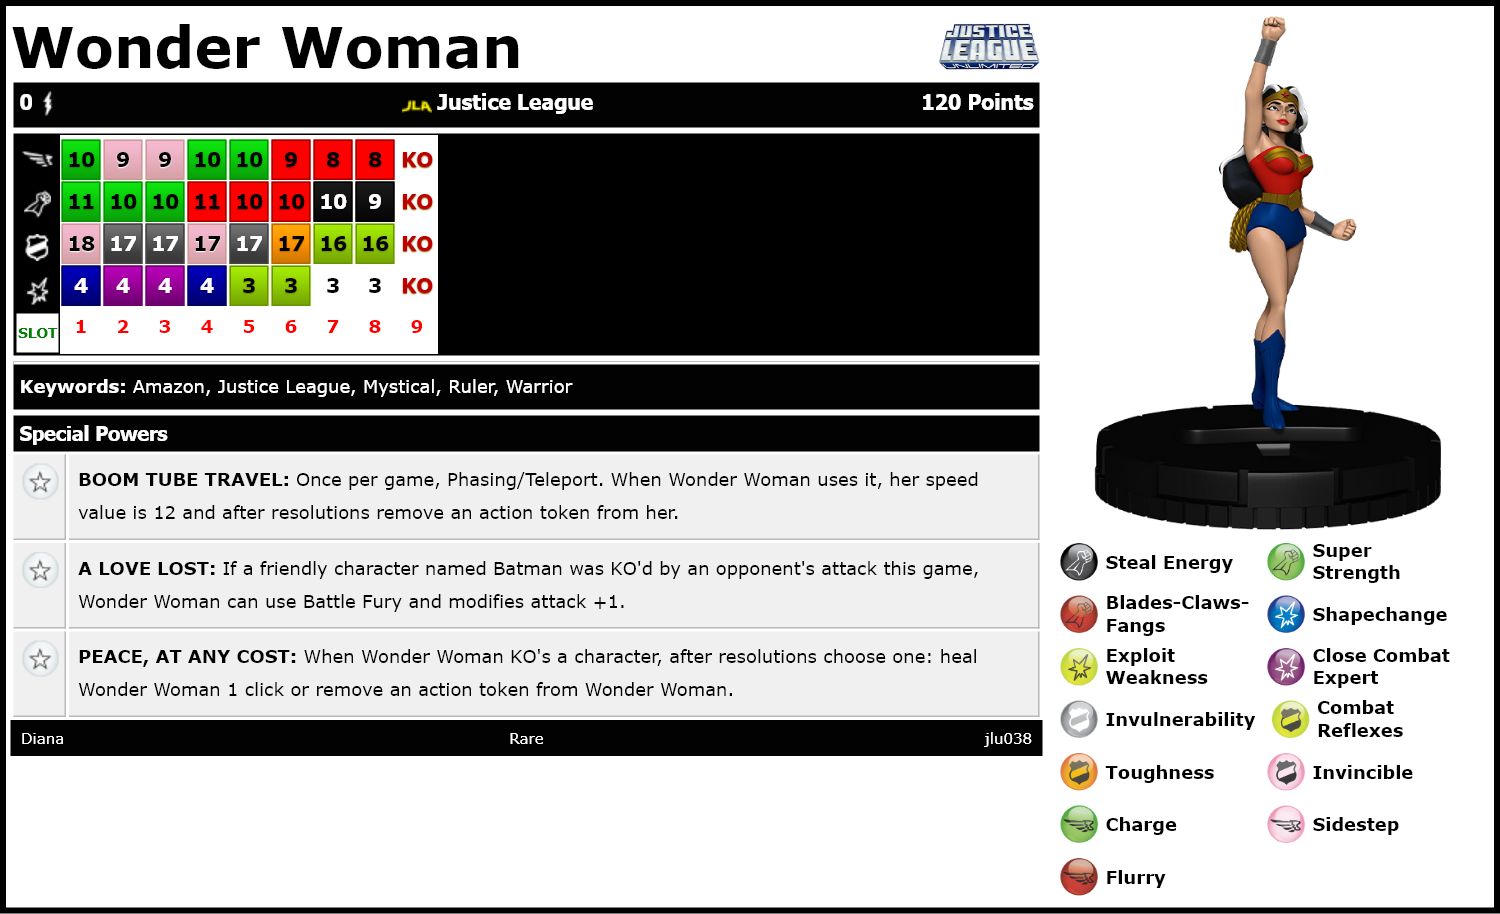 Wonder Woman
JUSTICE
LEAGUE
UNLIMITED
0 JLA Justice League 120 Points
10 9 9 10 10 9 8 8 KO
11 10 10 11 10 10 10 9 KO
18 17 17 17 17 17 16 16 KO
4 4 4 4 3 3 3 3 KO
SLOT 1 2 3 4 5 6 7 8 9
Keywords: Amazon, Justice League, Mystical, Ruler, Warrior
Special Powers
BOOM TUBE TRAVEL: Once per game, Phasing/Teleport. When Wonder Woman uses it, her speed
value is 12 and after resolutions remove an action token from her.
A LOVE LOST: If a friendly character named Batman was KO'd by an opponent's attack this game,
Wonder Woman can use Battle Fury and modifies attack +1.
PEACE, AT ANY COST: When Wonder Woman KO's a character, after resolutions choose one: heal
Wonder Woman 1 click or remove an action token from Wonder Woman.
Diana Rare jlu038
Steal Energy
Super
Strength
Blades-Claws-
Fangs
Shapechange
Exploit
Weakness
Close Combat
Expert
Invulnerability
Combat
Reflexes
Toughness
Invincible
Charge
Sidestep
Flurry